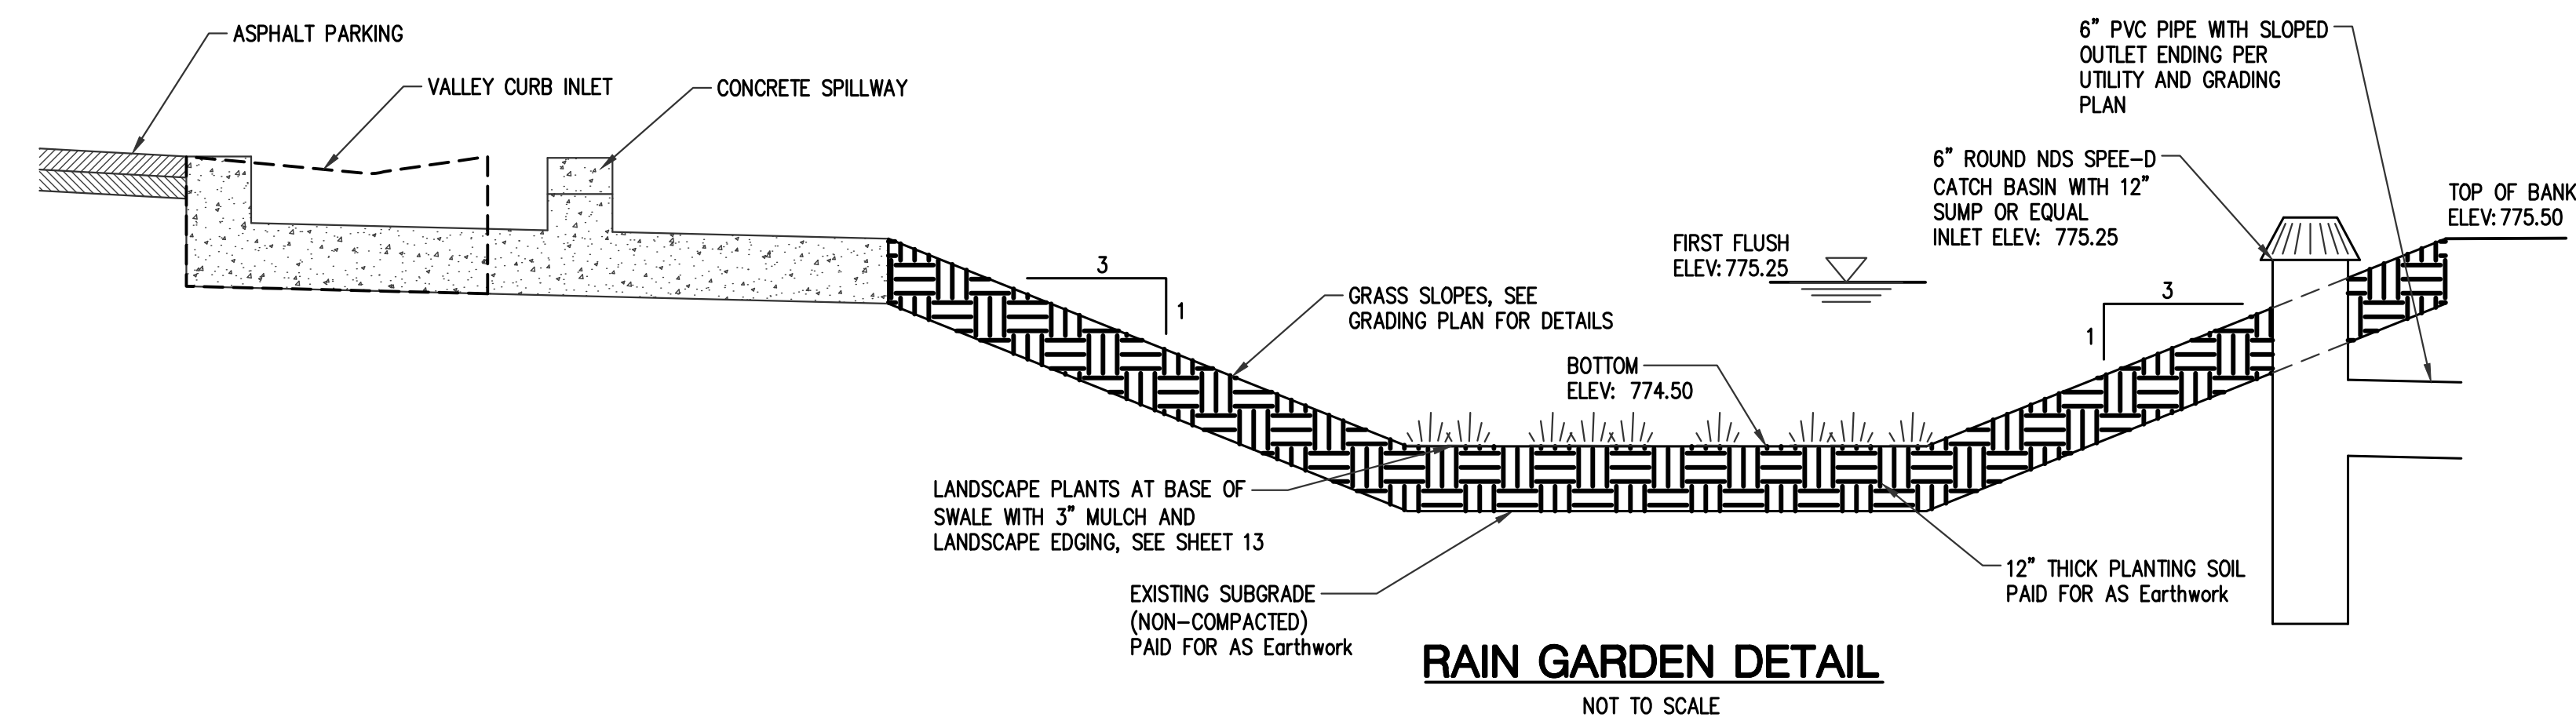 ASPHALT PARKING
VALLEY CURB INLET
CONCRETE SPILLWAY
6” PVC PIPE WITH SLOPED
OUTLET ENDING PER
UTILITY AND GRADING
PLAN
6” ROUND NDS SPEE-D
CATCH BASIN WITH 12”
SUMP OR EQUAL
INLET ELEV: 775.25
TOP OF BANK
ELEV: 775.50
FIRST FLUSH
ELEV: 775.25
3
1
GRASS SLOPES, SEE
GRADING PLAN FOR DETAILS
3
1
BOTTOM
ELEV: 774.50
LANDSCAPE PLANTS AT BASE OF
SWALE WITH 3” MULCH AND
LANDSCAPE EDGING, SEE SHEET 13
EXISTING SUBGRADE
(NON-COMPACTED)
PAID FOR AS Earthwork
12” THICK PLANTING SOIL
PAID FOR AS Earthwork
RAIN GARDEN DETAIL
NOT TO SCALE